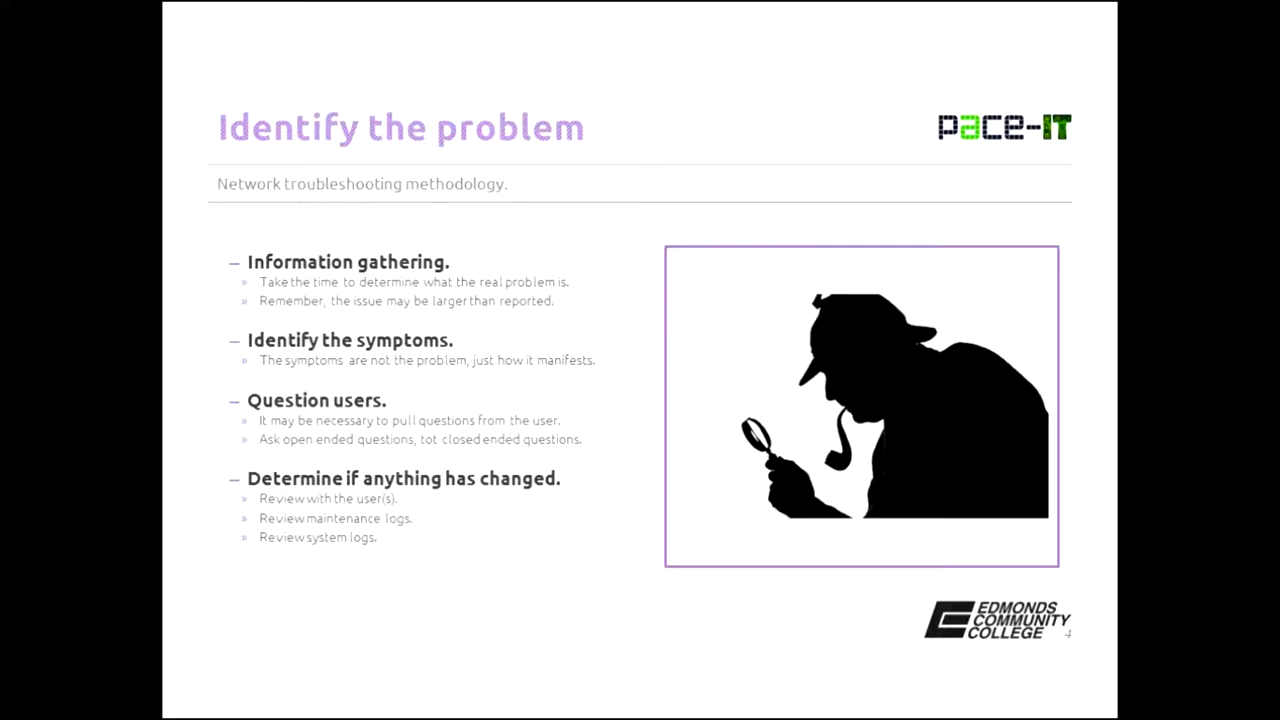 Identify the problem
pace-IT
Network troubleshooting methodology.
– Information gathering.
» Take the time to determine what the real problem is.
» Remember, the issue may be larger than reported.
– Identify the symptoms.
» The symptoms are not the problem, just how it manifests.
– Question users.
» It may be necessary to pull questions from the user.
» Ask open ended questions, tot closed ended questions.
– Determine if anything has changed.
» Review with the user(s).
» Review maintenance logs.
» Review system logs.
EDMONDS
COMMUNITY
COLLEGE
4